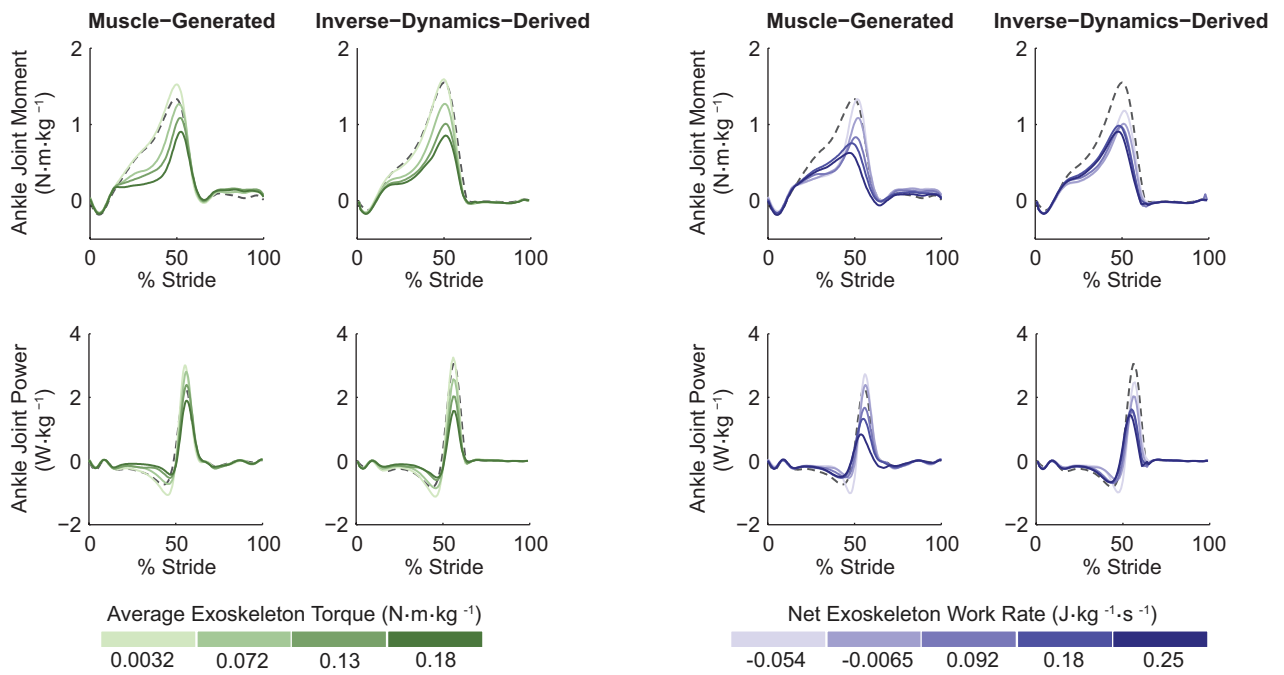 Muscle−Generated Inverse−Dynamics−Derived Muscle−Generated Inverse−Dynamics−Derived
Ankle Joint Moment
(N·m·kg −1)
2
1
0
0 50 100
% Stride
2
1
0
0 50 100
% Stride
Ankle Joint Moment
(N·m·kg −1)
2
1
0
0 50 100
% Stride
2
1
0
0 50 100
% Stride
Ankle Joint Power
(W·kg −1)
4
2
0
−2
0 50 100
% Stride
4
2
0
−2
0 50 100
% Stride
Ankle Joint Power
(W·kg −1)
4
2
0
−2
0 50 100
% Stride
4
2
0
−2
0 50 100
% Stride
Average Exoskeleton Torque (N·m·kg -1)
0.0032 0.072 0.13 0.18
Net Exoskeleton Work Rate (J·kg -1·s -1)
-0.054 -0.0065 0.092 0.18 0.25